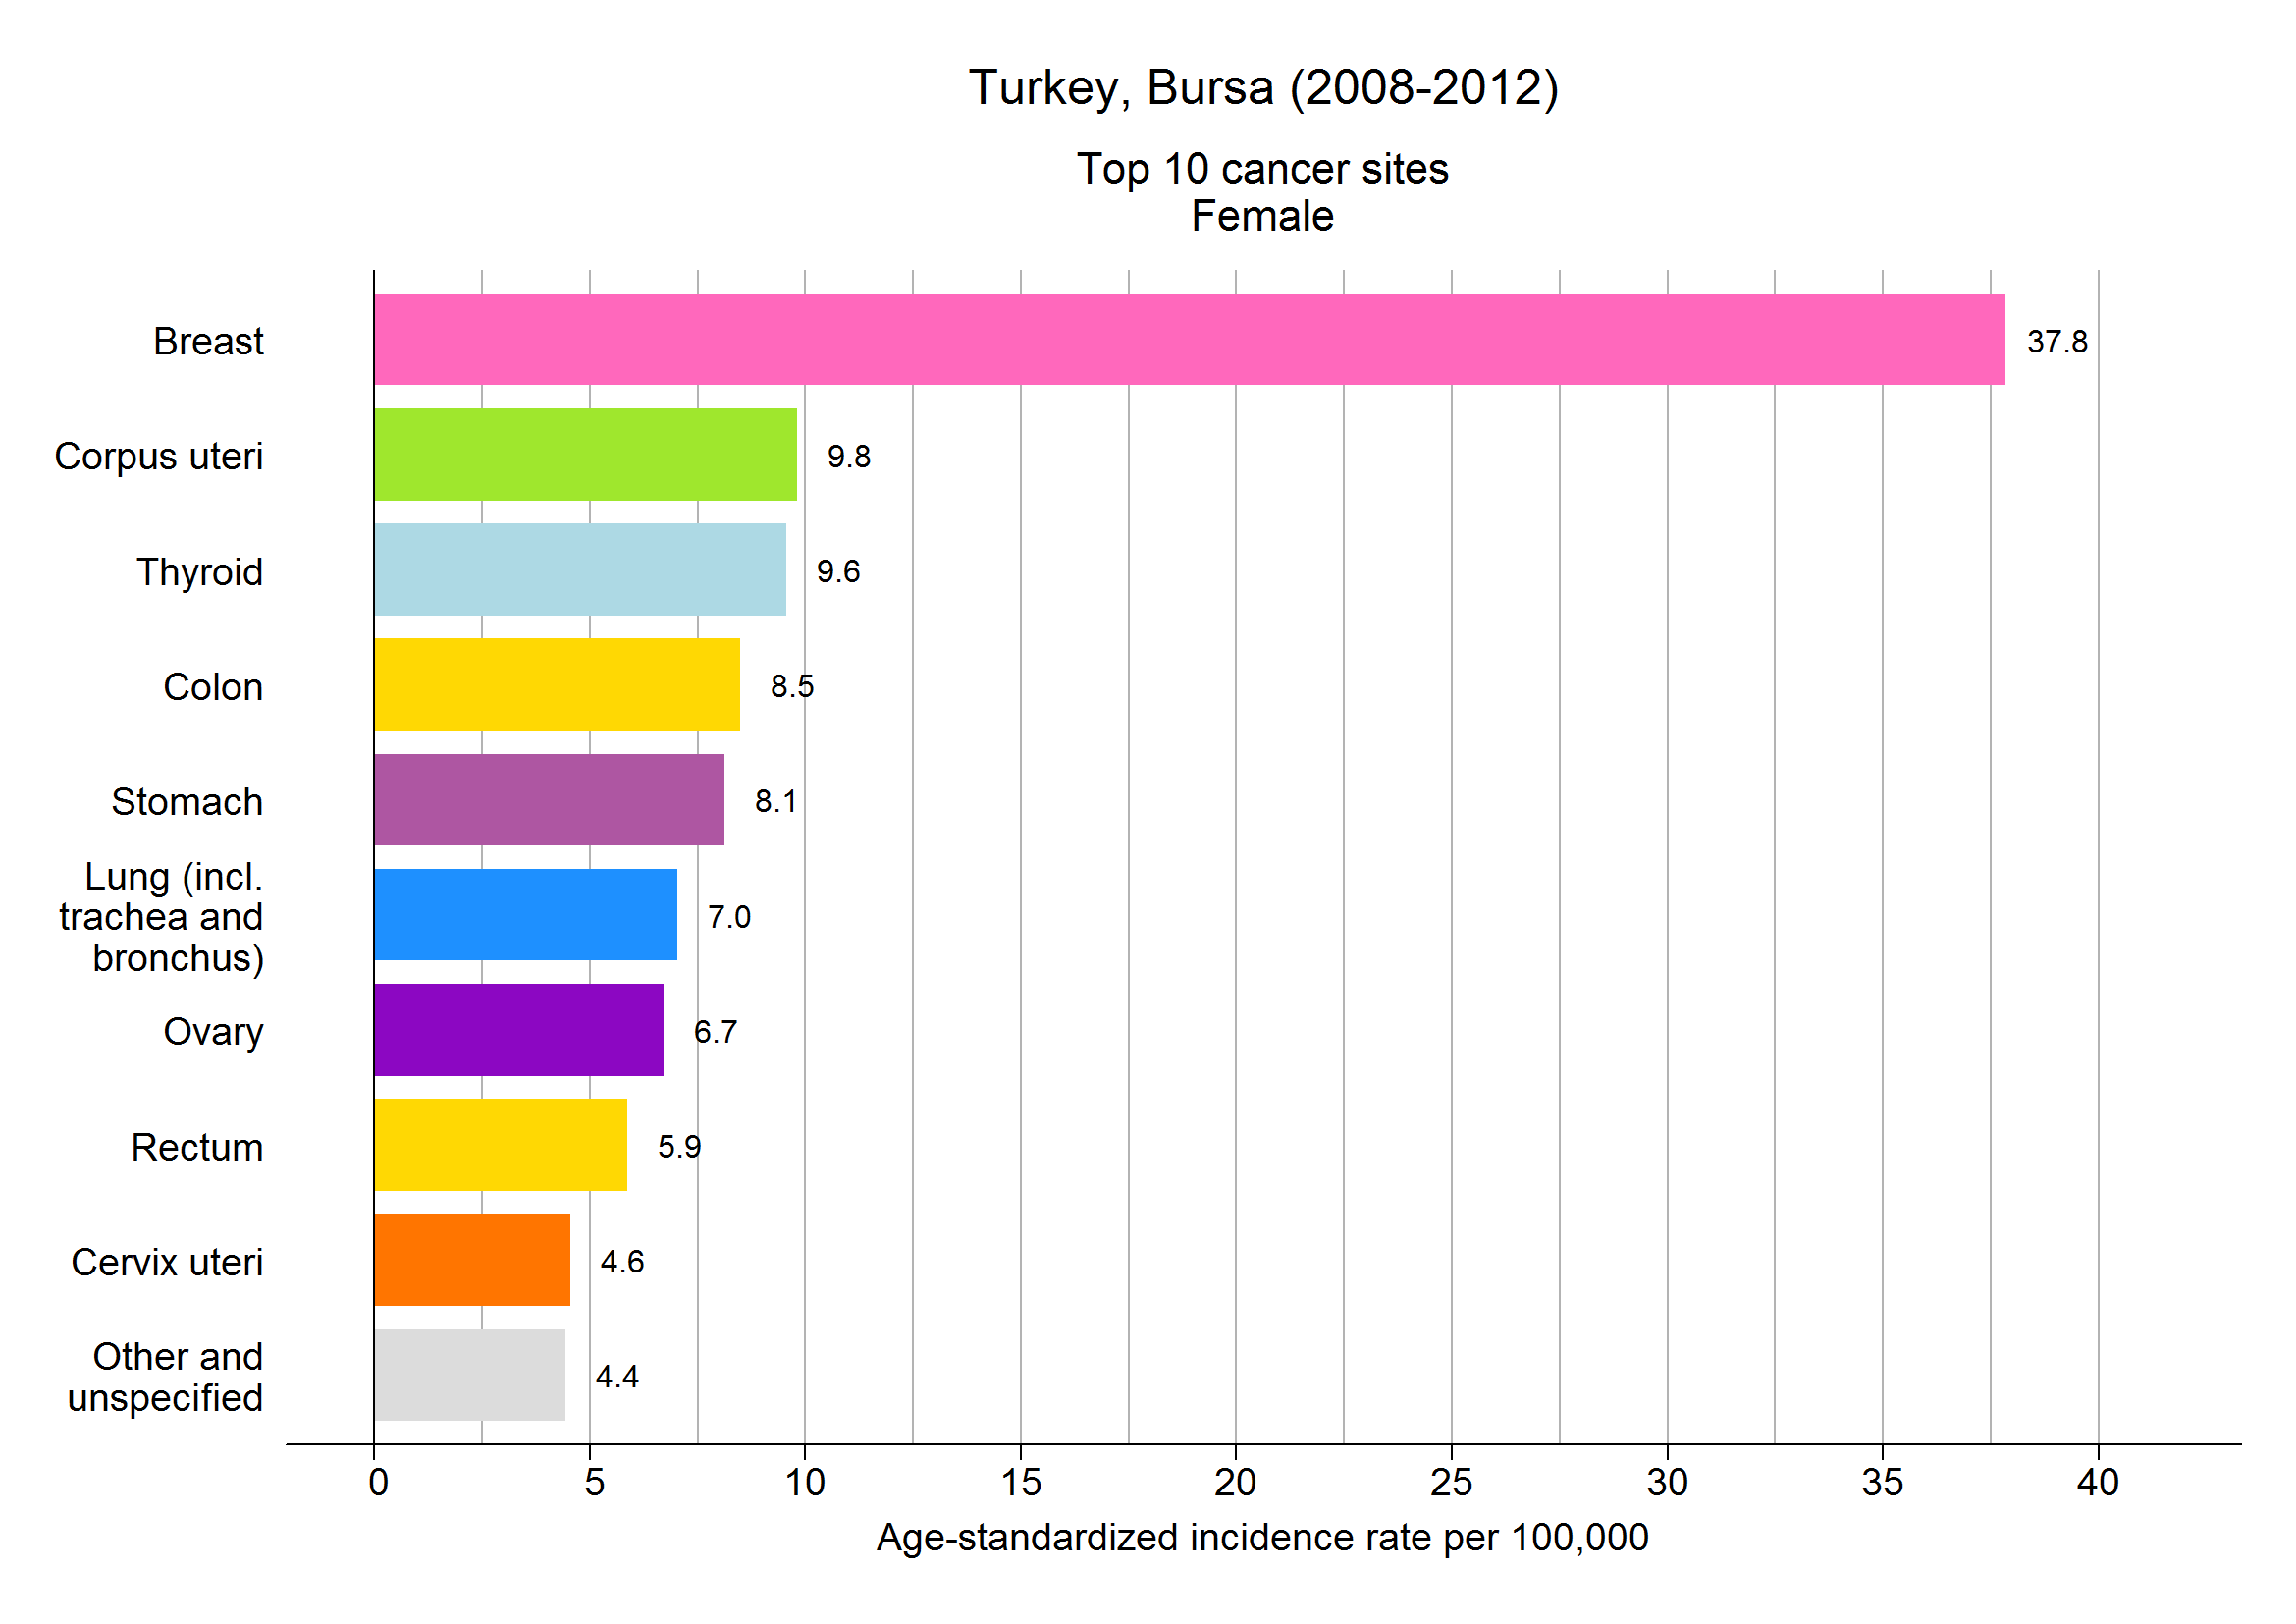 Turkey, Bursa (2008-2012)
Top 10 cancer sites
Female
Breast
37.8
Corpus uteri
9.8
Thyroid
9.6
Colon
8.5
Stomach
8.1
Lung (incl.
trachea and
bronchus)
7.0
Ovary
6.7
Rectum
5.9
Cervix uteri
4.6
Other and
unspecified
4.4
0 5 10 15 20 25 30 35 40
Age-standardized incidence rate per 100,000